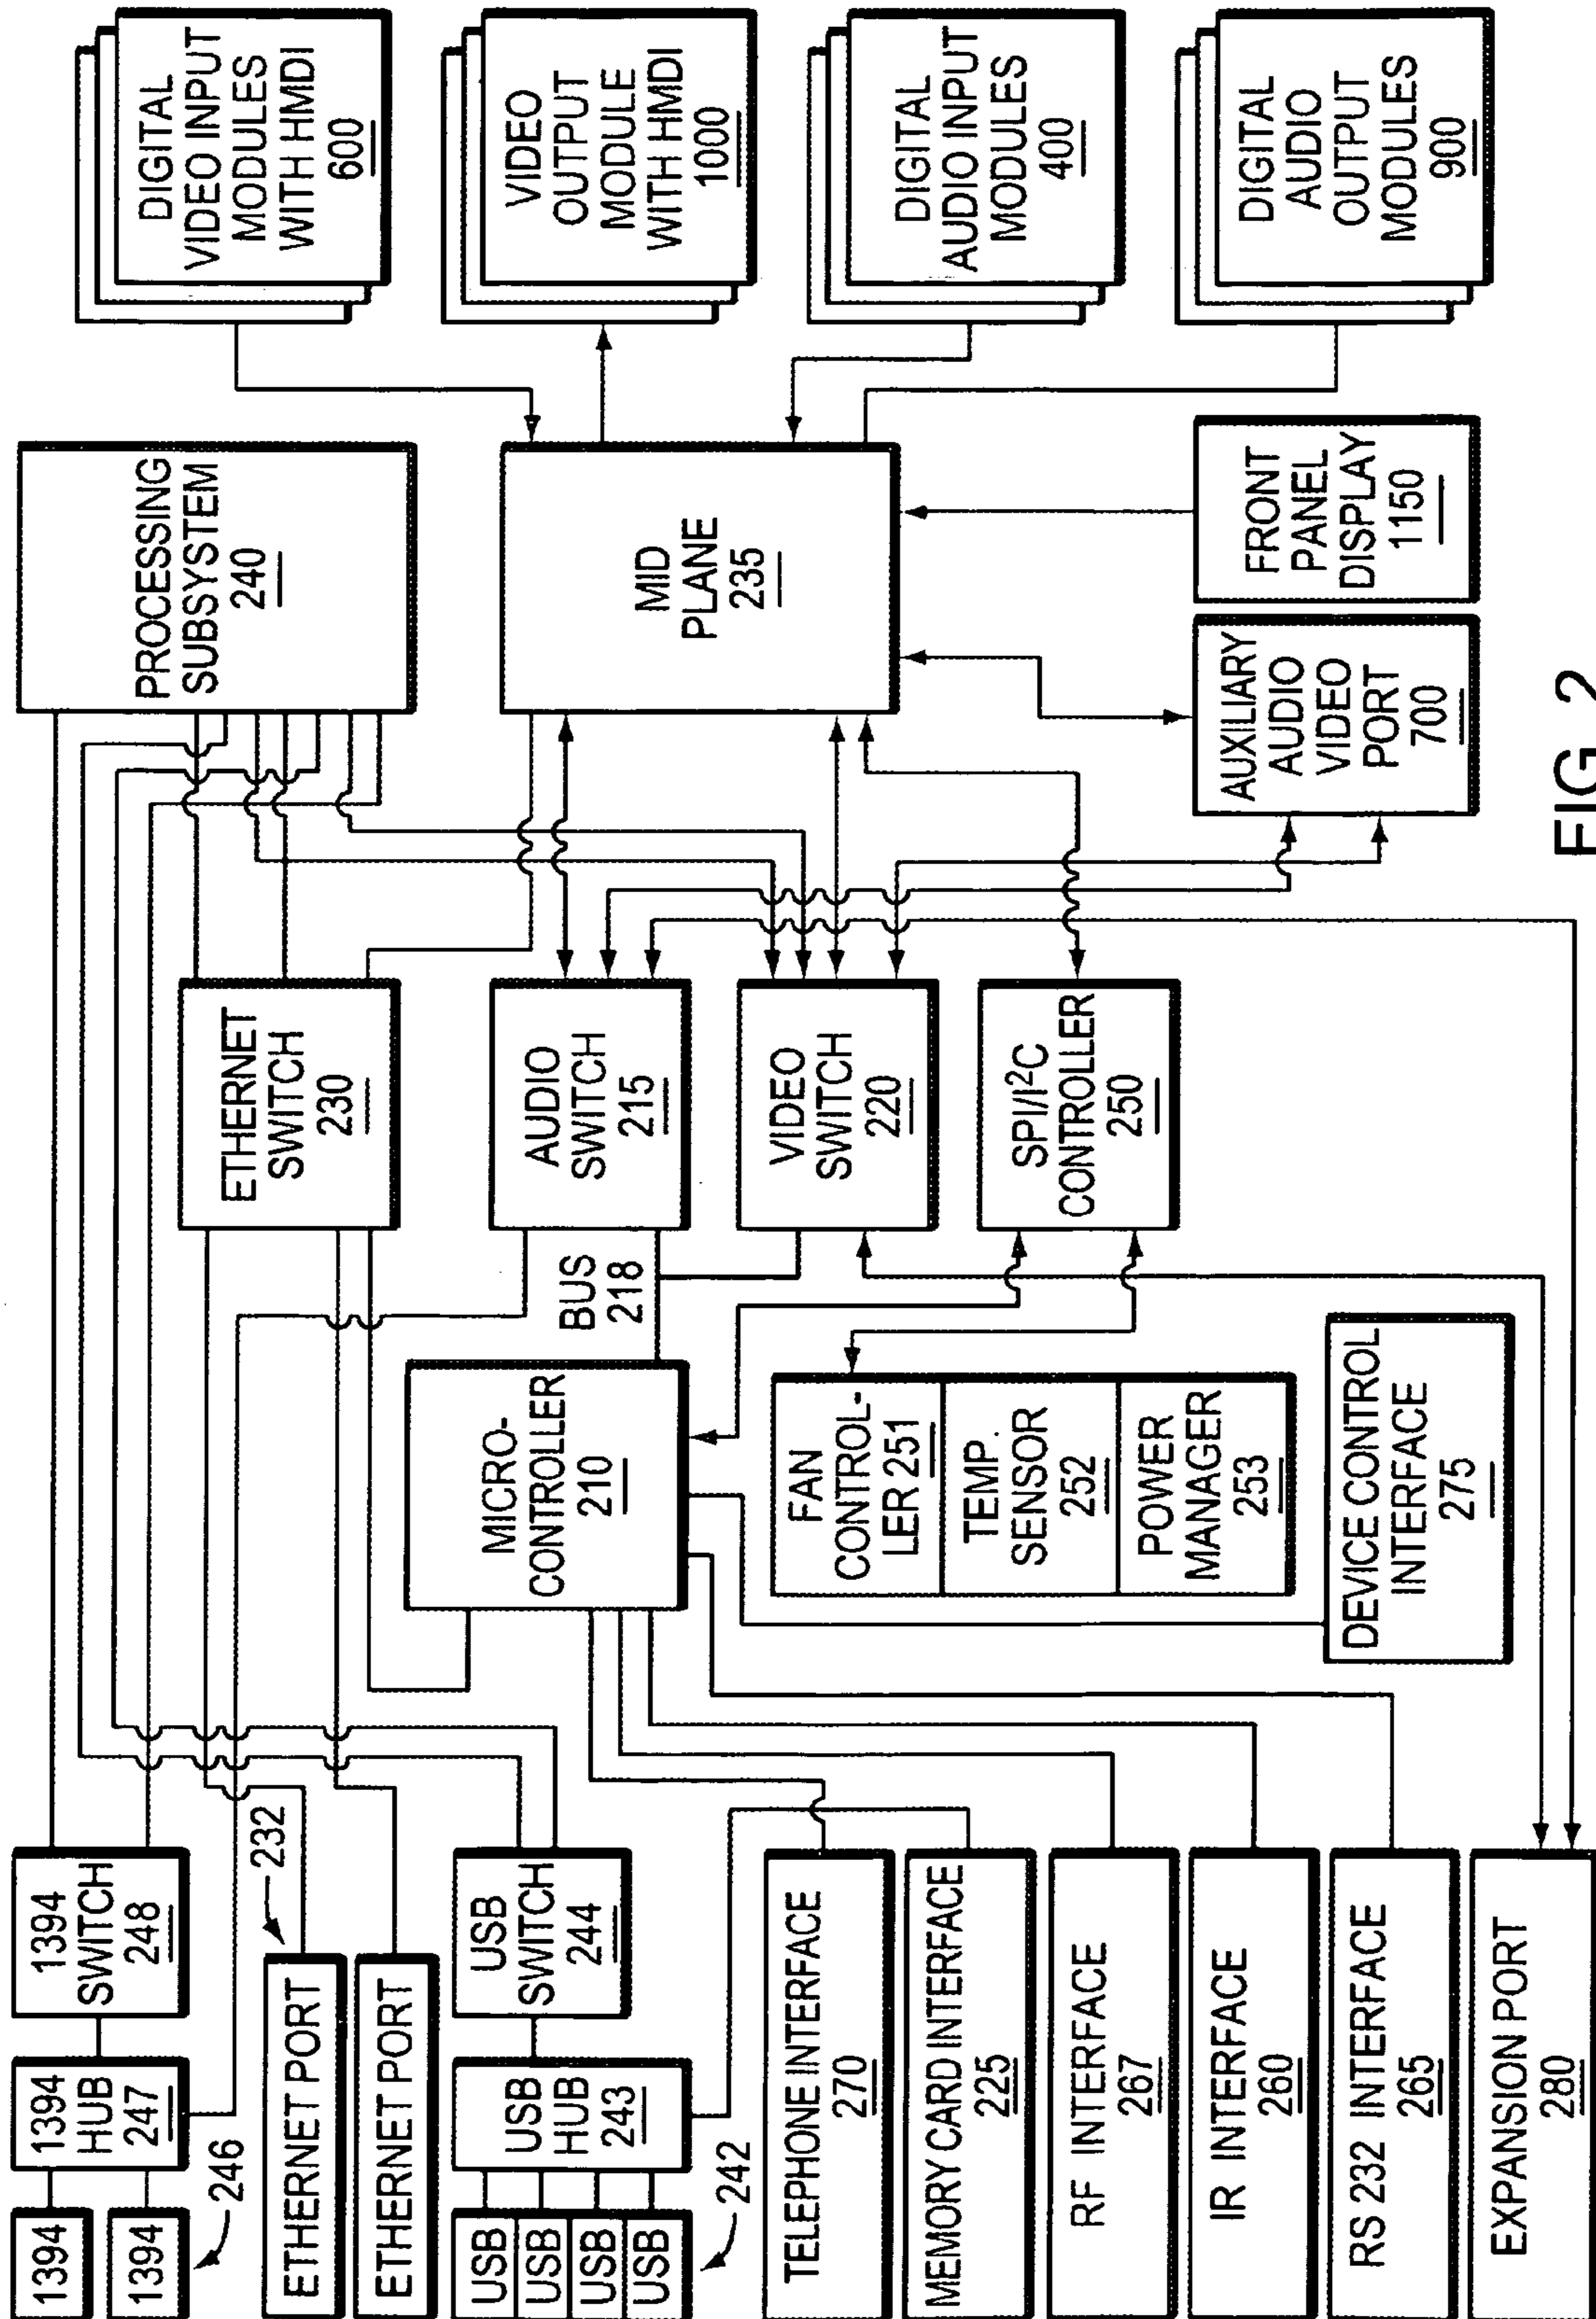 1394
1394
246
1394
HUB
247
1394
SWITCH
248
ETHERNET PORT
ETHERNET PORT
232
USB
USB
USB
USB
242
USB
HUB
243
USB
SWITCH
244
TELEPHONE INTERFACE
270
MEMORY CARD INTERFACE
225
RF INTERFACE
267
IR INTERFACE
260
RS 232 INTERFACE
265
EXPANSION PORT
280
MICRO-
CONTROLLER
210
BUS
218
FAN
CONTROL-
LER 251
TEMP.
SENSOR
252
POWER
MANAGER
253
DEVICE CONTROL
INTERFACE
275
ETHERNET
SWITCH
230
AUDIO
SWITCH
215
VIDEO
SWITCH
220
SPI/I²C
CONTROLLER
250
PROCESSING
SUBSYSTEM
240
MID
PLANE
235
AUXILIARY
AUDIO
VIDEO
PORT
700
FRONT
PANEL
DISPLAY
1150
DIGITAL
VIDEO INPUT
MODULES
WITH HMDI
600
VIDEO
OUTPUT
MODULE
WITH HMDI
1000
DIGITAL
AUDIO INPUT
MODULES
400
DIGITAL
AUDIO
OUTPUT
MODULES
900
FIG. 2